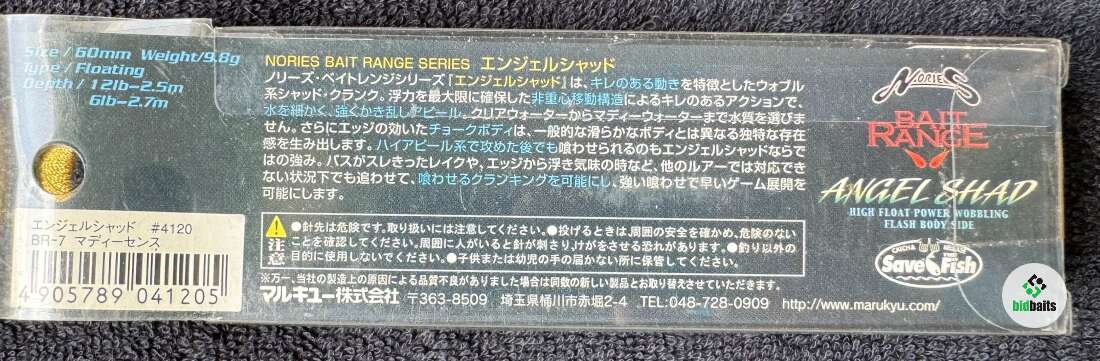 Size / 60mm Weight/9.8g
Type / Floating
Depth / 12lb-2.5m
6lb-2.7m
NORIES BAIT RANGE SERIES エンジェルシャッド
ノリーズ・ベイトレンジシリーズ「エンジェルシャッド」は、キレのある動きを特徴としたウォブル
系シャッド・クランク。浮力を最大限に確保した非重心移動構造によるキレのあるアクションで、
水を細かく、強くかき乱しアピール。クリアウォーターからマディーウォーターまで水質を選びま
せん。さらにエッジの効いたチョークボディは、一般的な滑らかなボディとは異なる独特な存在
感を生み出します。ハイアピール系で攻めた後でも喰わせられるのもエンジェルシャッドならで
はの強み。バスがスレきったレイクや、エッジから浮き気味の時など、他のルアーでは対応でき
ない状況下でも追わせて、喰わせるクランキングを可能にし、強い喰わせで早いゲーム展開を
可能にします。
エンジェルシャッド #4120
BR-7 マディーセンス
4 905789 041205
注意
●針先は危険です。取り扱いには注意してください。●投げるときは、周囲の安全を確かめ、危険のない
ことを確認してください。周囲に人がいると針が刺さり、けがをさせる恐れがあります。●釣り以外の
目的に使用しないでください。●子供または幼児の手の届かない所に保管してください。
※万一、当社の製造上の原因による品質不良がありました場合は同数の新しい製品とお取り替えさせていただきます。
マルキユー株式会社 〒363-8509 埼玉県桶川市赤堀2-4 TEL:048-728-0909 http://www.marukyu.com/
NORIES
BAIT
RANGE
ANGEL SHAD
HIGH FLOAT POWER WOBBLING
FLASH BODY SIDE
CATCH & RELEASE
Save Fish
bidbaits